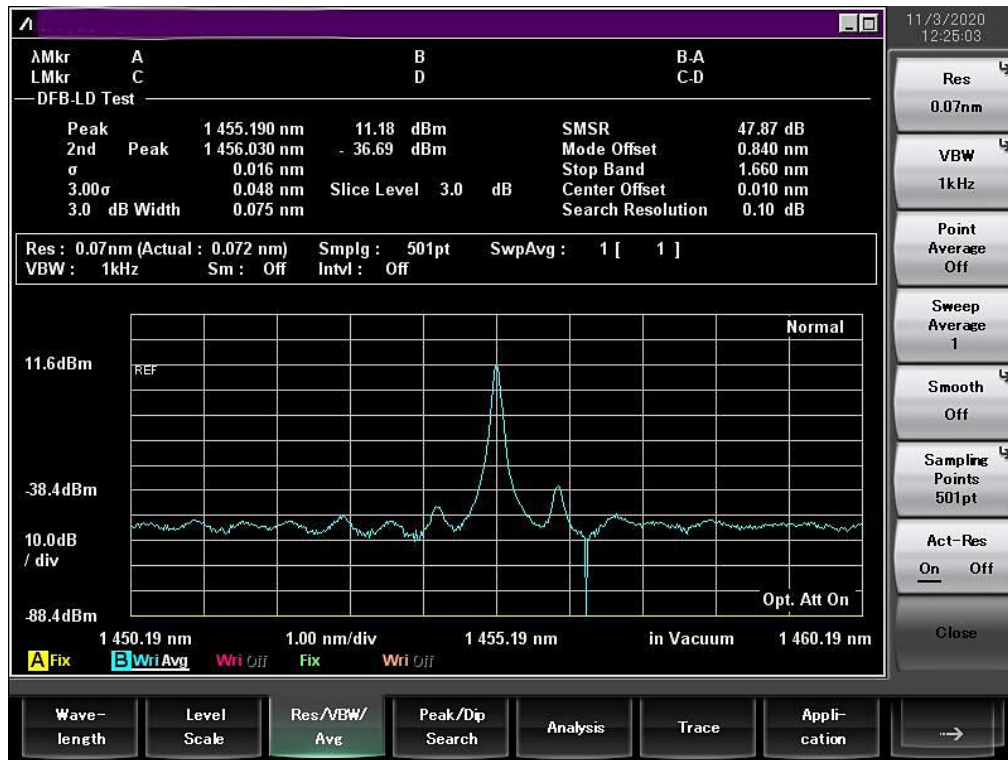 11/3/2020
12:25:03
λMkr A B B-A
LMkr C D C-D
DFB-LD Test
Peak 1 455.190 nm 11.18 dBm SMSR 47.87 dB
2nd Peak 1 456.030 nm - 36.69 dBm Mode Offset 0.840 nm
σ 0.016 nm Stop Band 1.660 nm
3.00σ 0.048 nm Slice Level 3.0 dB Center Offset 0.010 nm
3.0 dB Width 0.075 nm Search Resolution 0.10 dB
Res : 0.07nm (Actual : 0.072 nm) Smplg : 501pt SwpAvg : 1 [ 1 ]
VBW : 1kHz Sm : Off Intvl : Off
Normal
11.6dBm
REF
-38.4dBm
10.0dB
/ div
Opt. Att On
-88.4dBm
1 450.19 nm 1.00 nm/div 1 455.19 nm in Vacuum 1 460.19 nm
A Fix B Wri Avg Wri Off Fix Wri Off
Res
0.07nm
VBW
1kHz
Point
Average
Off
Sweep
Average
1
Smooth
Off
Sampling
Points
501pt
Act-Res
On Off
Close
Wave-
length
Level
Scale
Res/VBW/
Avg
Peak/Dip
Search
Analysis
Trace
Appli-
cation